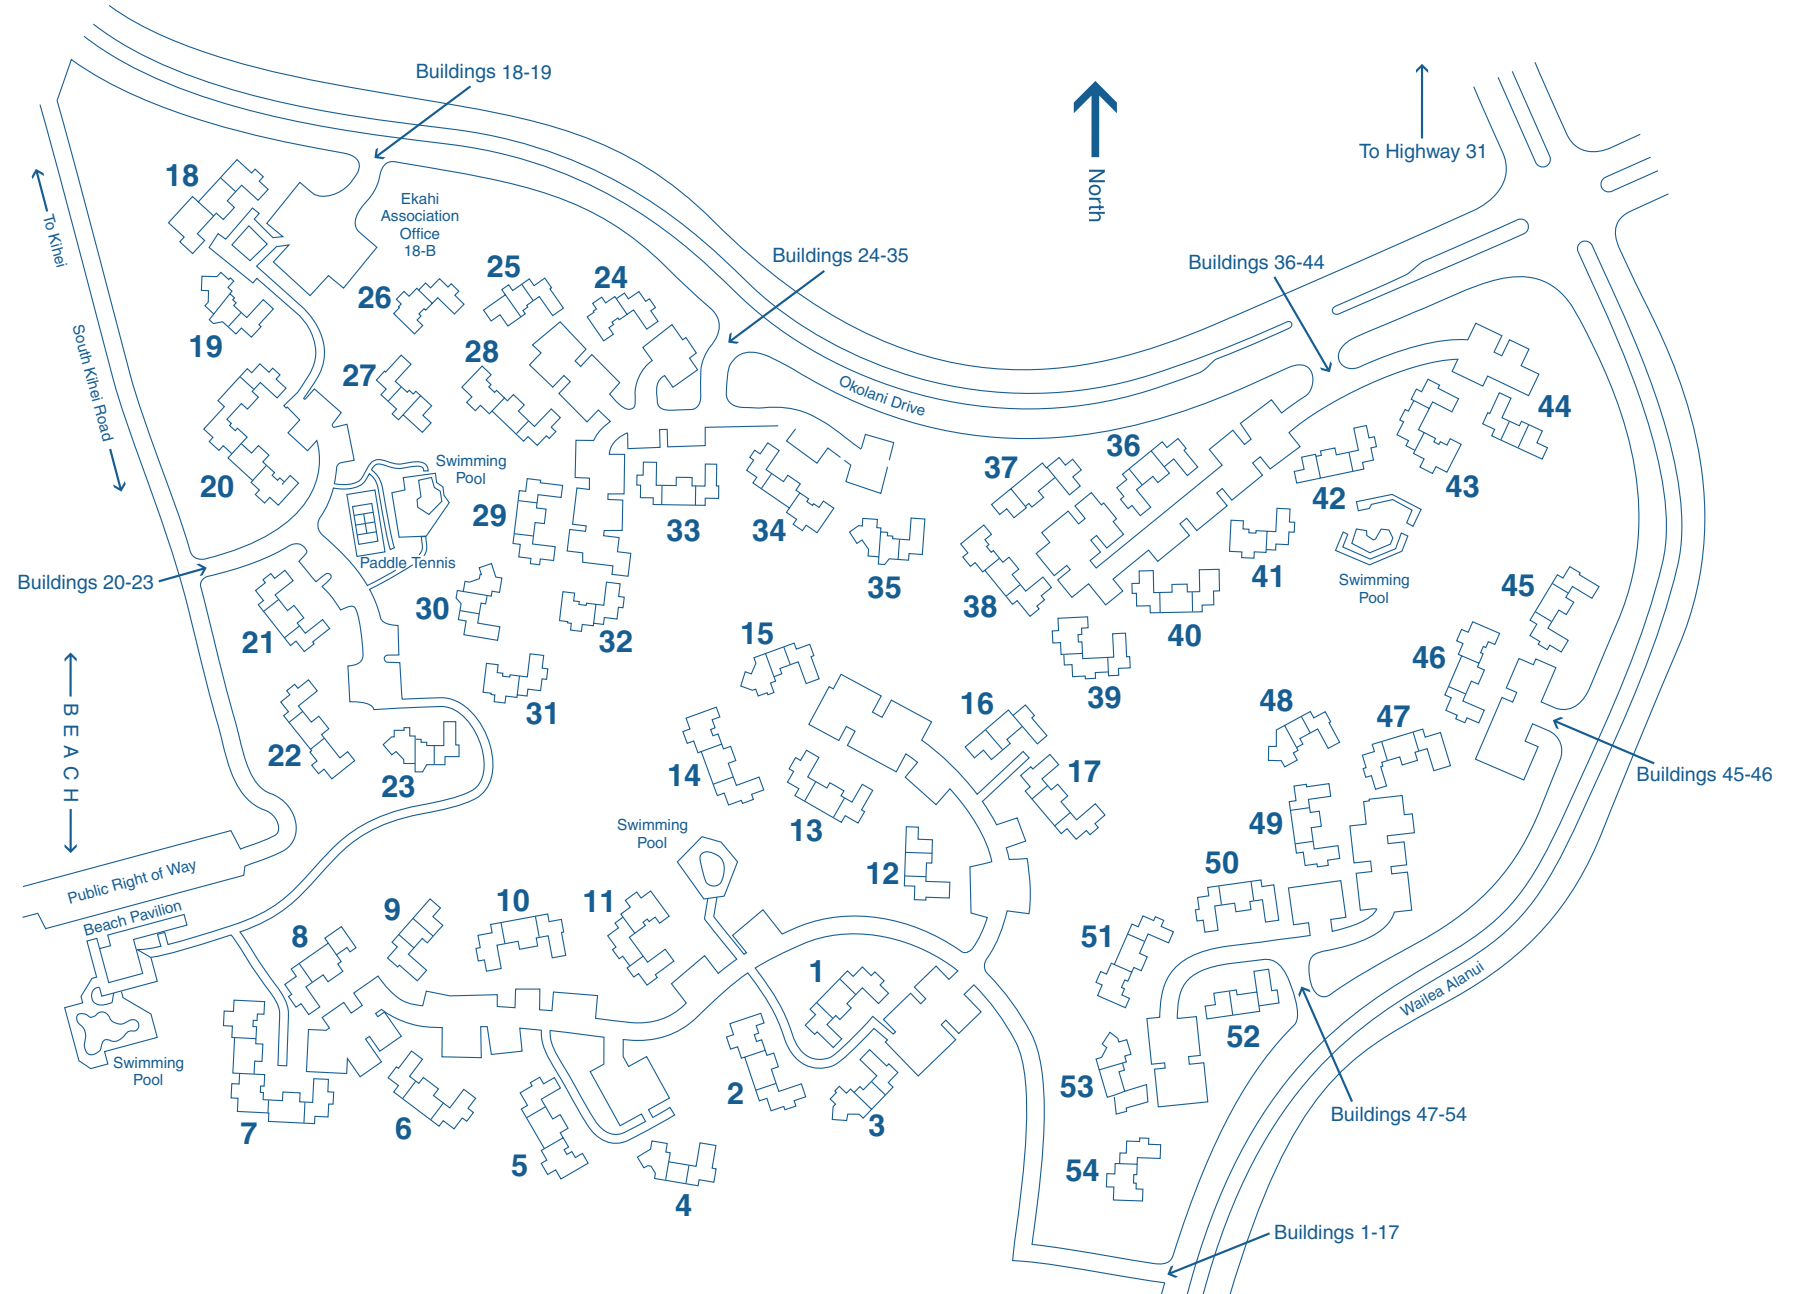 Buildings 18-19
To Highway 31
18
Ekahi
Association
Office
18-B
North
To Kihei
Buildings 24-35
Buildings 36-44
25
24
26
19
28
27
South Kihei Road
Okolani Drive
44
36
37
20
Swimming
Pool
42
43
29
33
34
Paddle Tennis
Buildings 20-23
35
41
Swimming
Pool
45
30
38
21
32
15
40
46
39
31
16
48
47
BEACH
22
14
17
23
Buildings 45-46
13
Swimming
Pool
49
12
50
Public Right of Way
Beach Pavilion
9
10
11
8
51
1
Wailea Alanui
52
Swimming
Pool
2
53
3
Buildings 47-54
7
6
5
54
4
Buildings 1-17